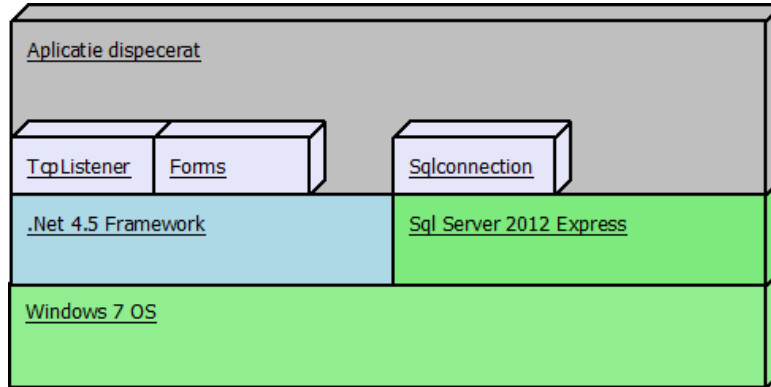 Aplicatie dispecerat
TcpListener
Forms
Sqlconnection
.Net 4.5 Framework
Sql Server 2012 Express
Windows 7 OS